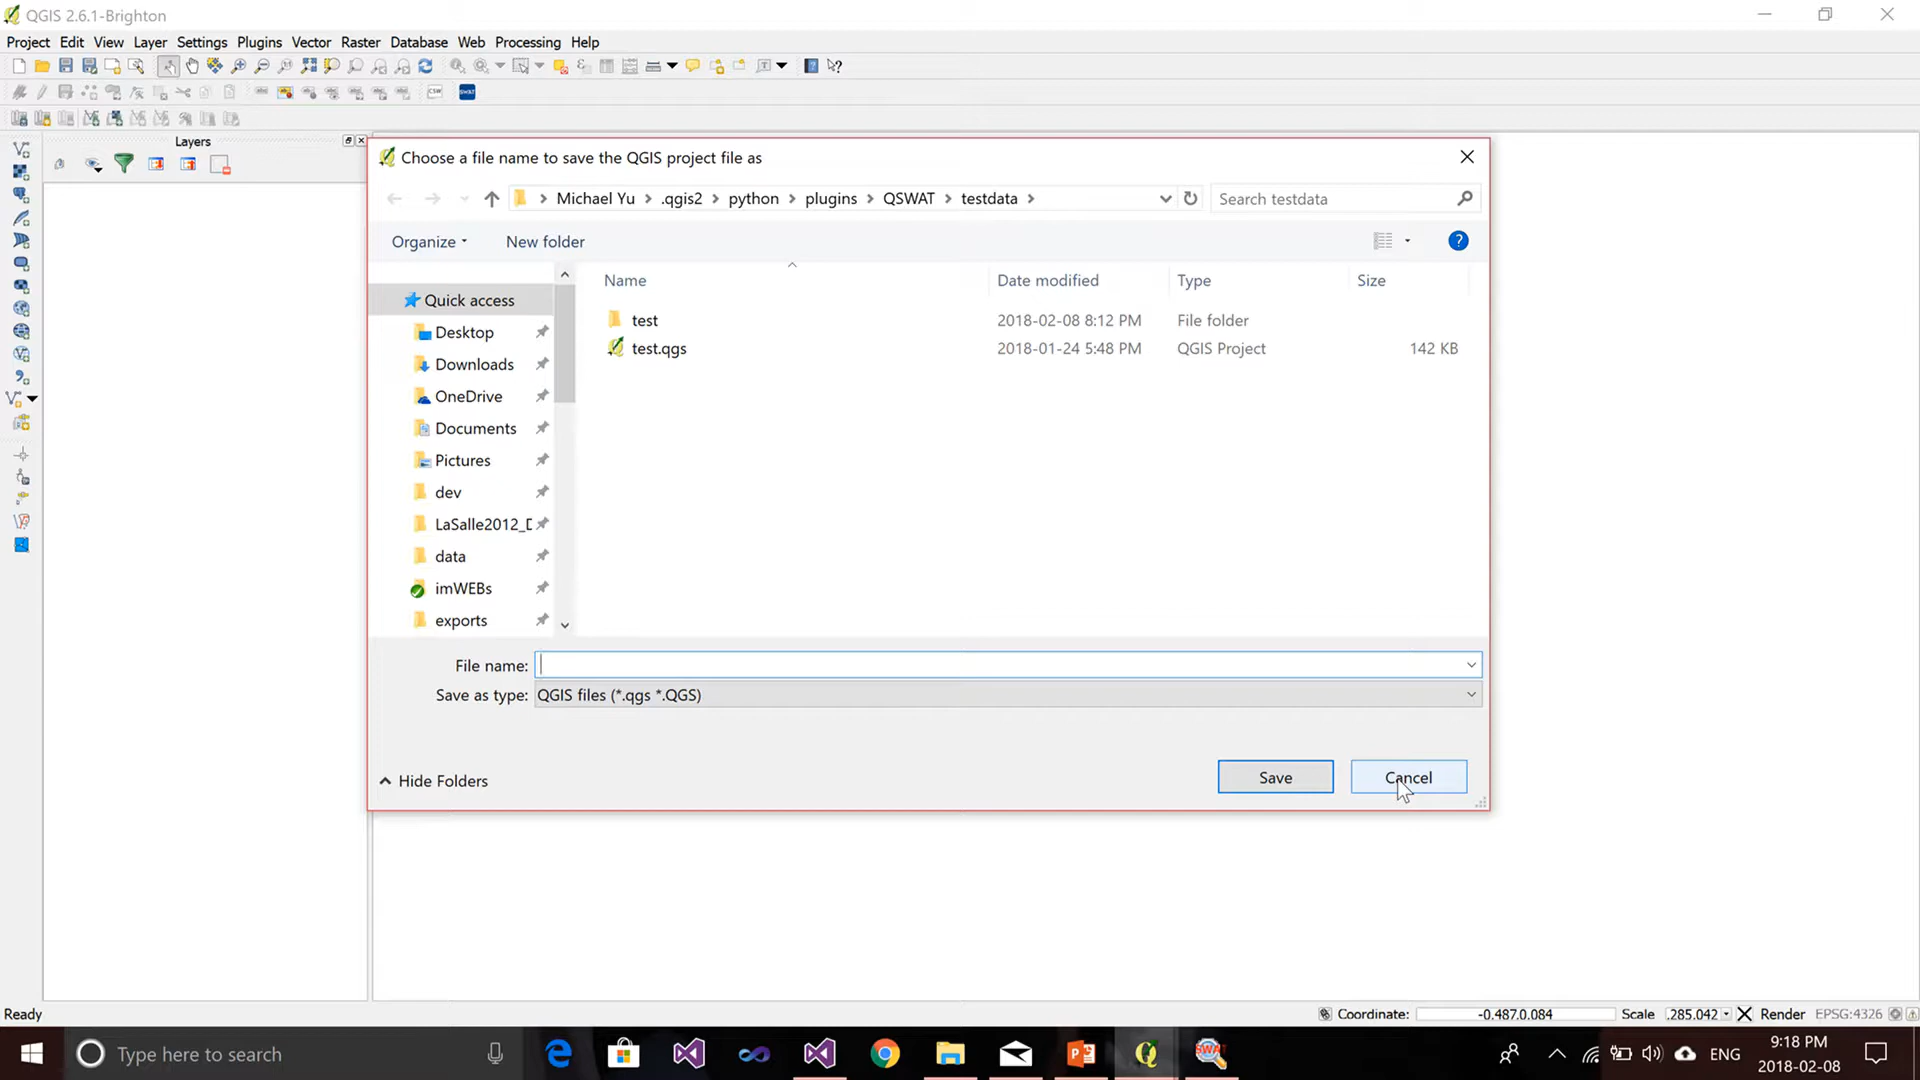 QGIS 2.6.1-Brighton
Project Edit View Layer Settings Plugins Vector Raster Database Web Processing Help
CSW SWAT
Layers
Choose a file name to save the QGIS project file as
Michael Yu > .qgis2 > python > plugins > QSWAT > testdata >
Search testdata
Organize New folder
Name Date modified Type Size
Quick access
test 2018-02-08 8:12 PM File folder
Desktop
test.qgs 2018-01-24 5:48 PM QGIS Project 142 KB
Downloads
OneDrive
Documents
Pictures
dev
LaSalle2012_D
data
imWEBs
exports
File name:
Save as type: QGIS files (*.qgs *.QGS)
Hide Folders Save Cancel
Ready Coordinate: -0.487,0.084 Scale .285.042 Render EPSG:4326
Type here to search SWAT ENG 9:18 PM
2018-02-08